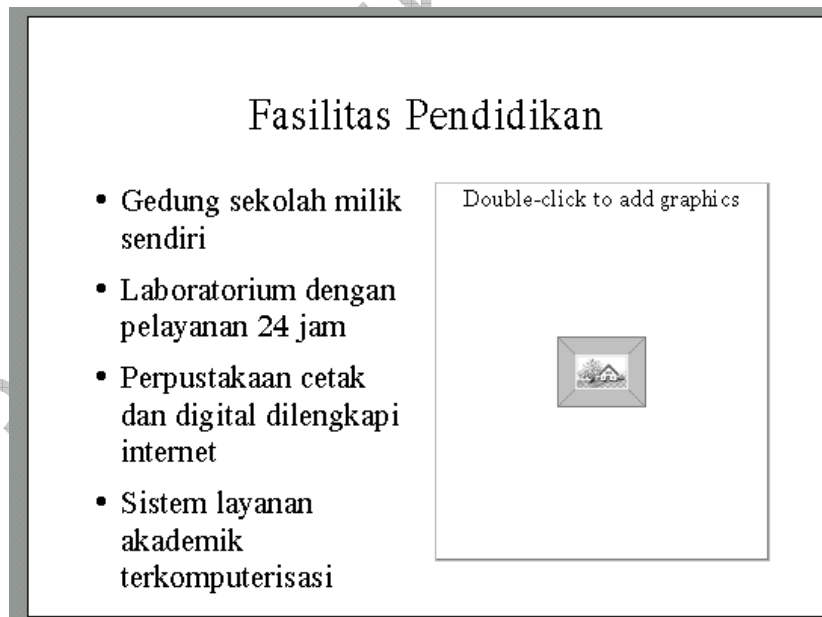 Fasilitas Pendidikan
• Gedung sekolah milik
sendiri
• Laboratorium dengan
pelayanan 24 jam
• Perpustakaan cetak
dan digital dilengkapi
internet
• Sistem layanan
akademik
terkomputerisasi
Double-click to add graphics